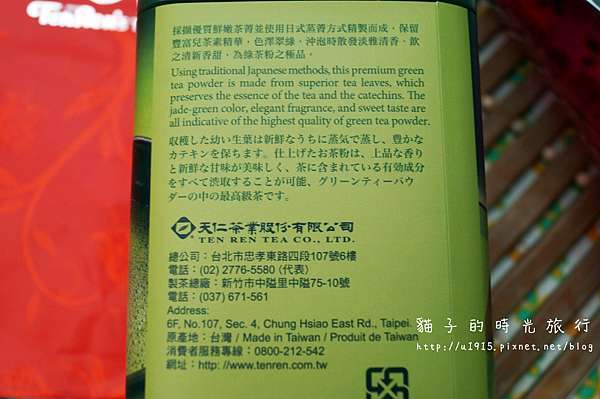 採擷優質鮮嫩茶菁並使用日式蒸菁方式精製而成，保留
豐富兒茶素精華，色澤翠綠，沖泡時散發淡雅清香，飲
之清新香甜，為綠茶粉之極品。
Using traditional Japanese methods, this premium green
tea powder is made from superior tea leaves, which
preserves the essence of the tea and the catechins. The
jade-green color, elegant fragrance, and sweet taste are
all indicative of the highest quality of green tea powder.
収穫した幼い生葉は新鮮なうちに蒸気で蒸し、豊かな
カテキンを保ちます。仕上げたお茶粉は、上品な香り
と新鮮な甘味が美味しく、茶に含まれている有効成分
をすべて摂取することが可能、グリーンティーパウ
ダーの中の最高級茶です。
天仁茶業股份有限公司
TEN REN TEA CO., LTD.
總公司：台北市忠孝東路四段107號6樓
電話：(02) 2776-5580 (代表)
製茶總廠：新竹市中隘里中隘75-10號
電話：(037) 671-561
Address:
6F, No.107, Sec. 4, Chung Hsiao East Rd., Taipei.
原產地：台灣 / Made in Taiwan / Produit de Taiwan
消費者服務專線：0800-212-542
網址：http://www.tenren.com.tw
貓子的時光旅行
http://u1915.pixnet.net/blog